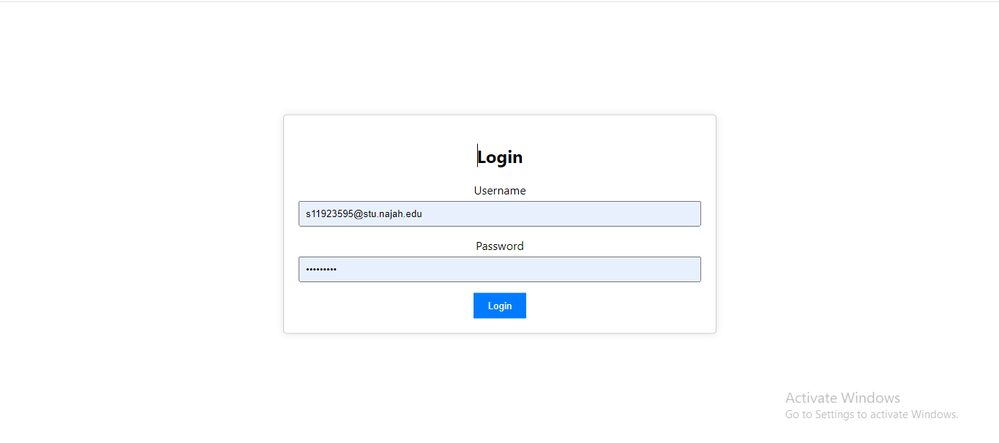 Login
Username
s11923595@stu.najah.edu
Password
•••••••••
Login
Activate Windows
Go to Settings to activate Windows.